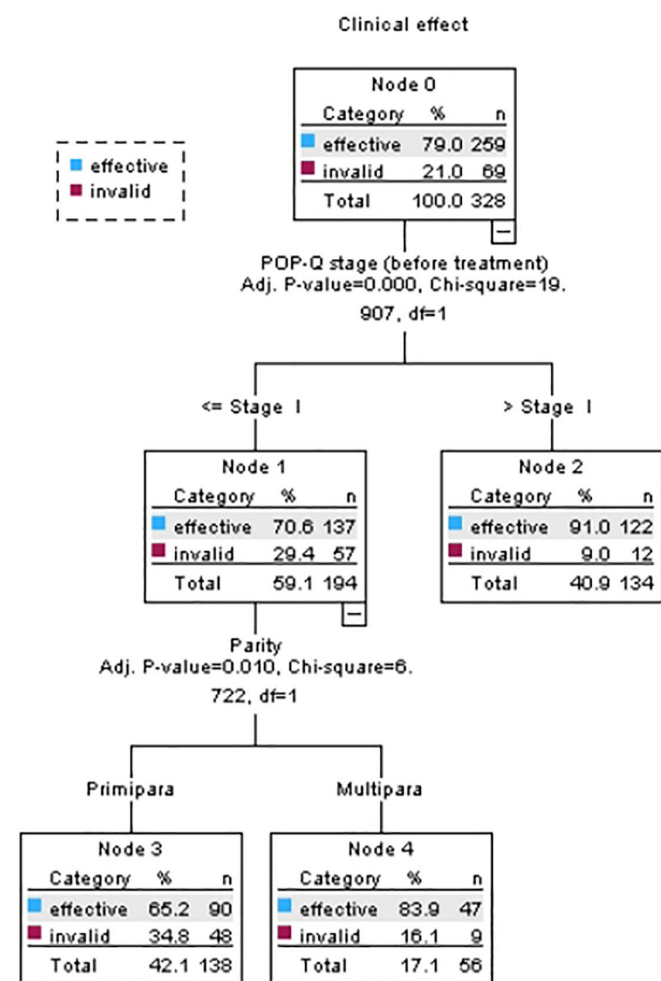 Clinical effect
effective
invalid
Node 0
Category % n
effective 79.0 259
invalid 21.0 69
Total 100.0 328
POP-Q stage (before treatment)
Adj. P-value=0.000, Chi-square=19.
907, df=1
<= Stage I
> Stage I
Node 1
Category % n
effective 70.6 137
invalid 29.4 57
Total 59.1 194
Node 2
Category % n
effective 91.0 122
invalid 9.0 12
Total 40.9 134
Parity
Adj. P-value=0.010, Chi-square=6.
722, df=1
Primipara
Multipara
Node 3
Category % n
effective 65.2 90
invalid 34.8 48
Total 42.1 138
Node 4
Category % n
effective 83.9 47
invalid 16.1 9
Total 17.1 56